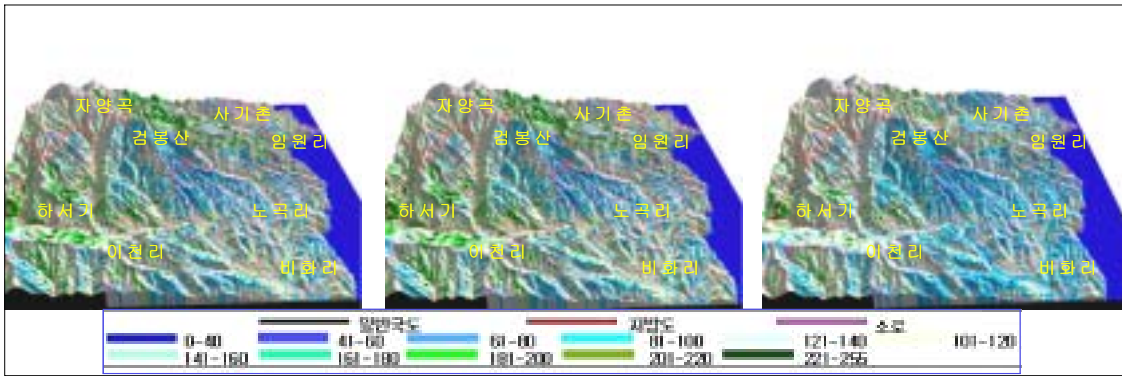 자양곡 사기촌
검봉산 임원리
하서기 노곡리
이천리
비화리
자양곡 사기촌
검봉산 임원리
하서기 노곡리
이천리
비화리
자양곡 사기촌
검봉산 임원리
하서기 노곡리
이천리
비화리
일반국도 지방도 소로
0-40 41-60 61-80 81-100 121-140 101-120
141-160 161-180 181-200 201-220 221-255